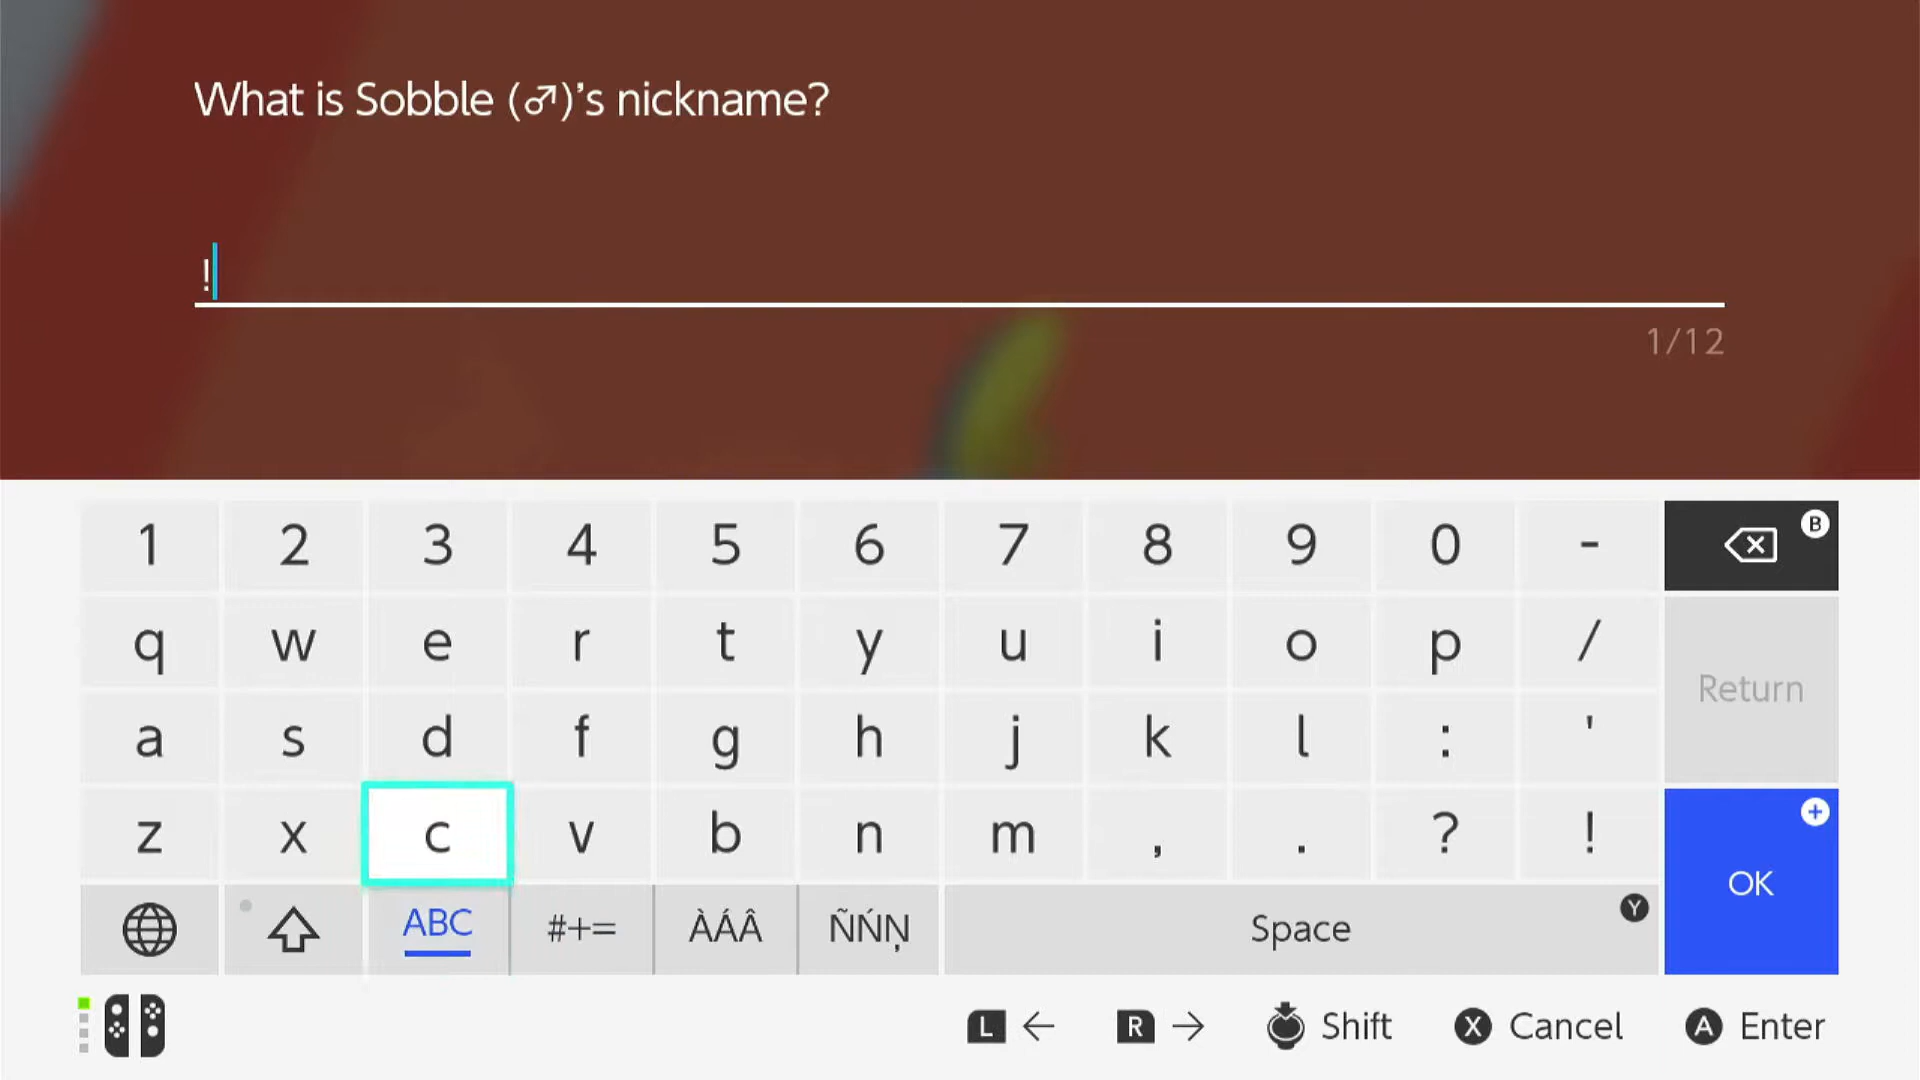 What is Sobble (♂)'s nickname?
!
1/12
1 2 3 4 5 6 7 8 9 0 - B
q w e r t y u i o p / Return
a s d f g h j k l : '
z x c v b n m , . ? ! + OK
ABC #+= ÀÁÂ ÑŃŅ Space Y
L ← R → Shift X Cancel A Enter